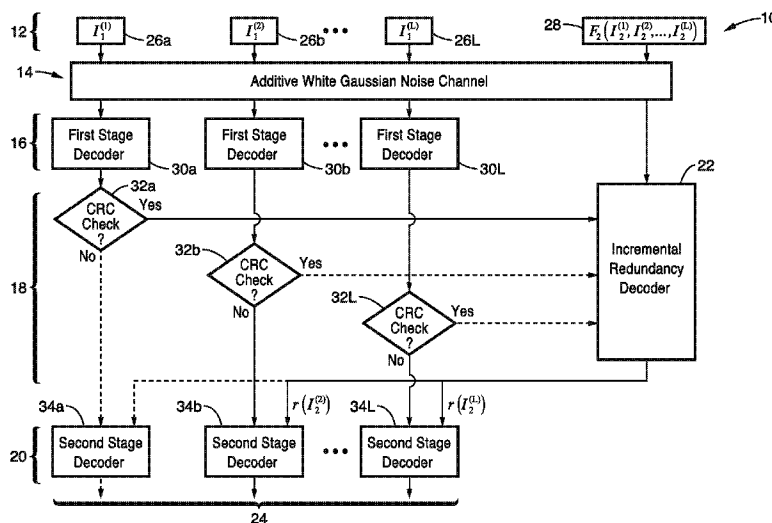 12
I₁⁽¹⁾
26a
I₁⁽²⁾
26b
•••
I₁⁽ᴸ⁾
26L
28
F₂(I₂⁽¹⁾, I₂⁽²⁾,..., I₂⁽ᴸ⁾)
10
14
Additive White Gaussian Noise Channel
16
First Stage
Decoder
30a
First Stage
Decoder
30b
•••
First Stage
Decoder
30L
22
18
32a
CRC
Check
?
Yes
No
32b
CRC
Check
?
Yes
No
32L
CRC
Check
?
Yes
No
Incremental
Redundancy
Decoder
r(I₂⁽²⁾)
r(I₂⁽ᴸ⁾)
20
34a
Second Stage
Decoder
34b
Second Stage
Decoder
•••
34L
Second Stage
Decoder
24